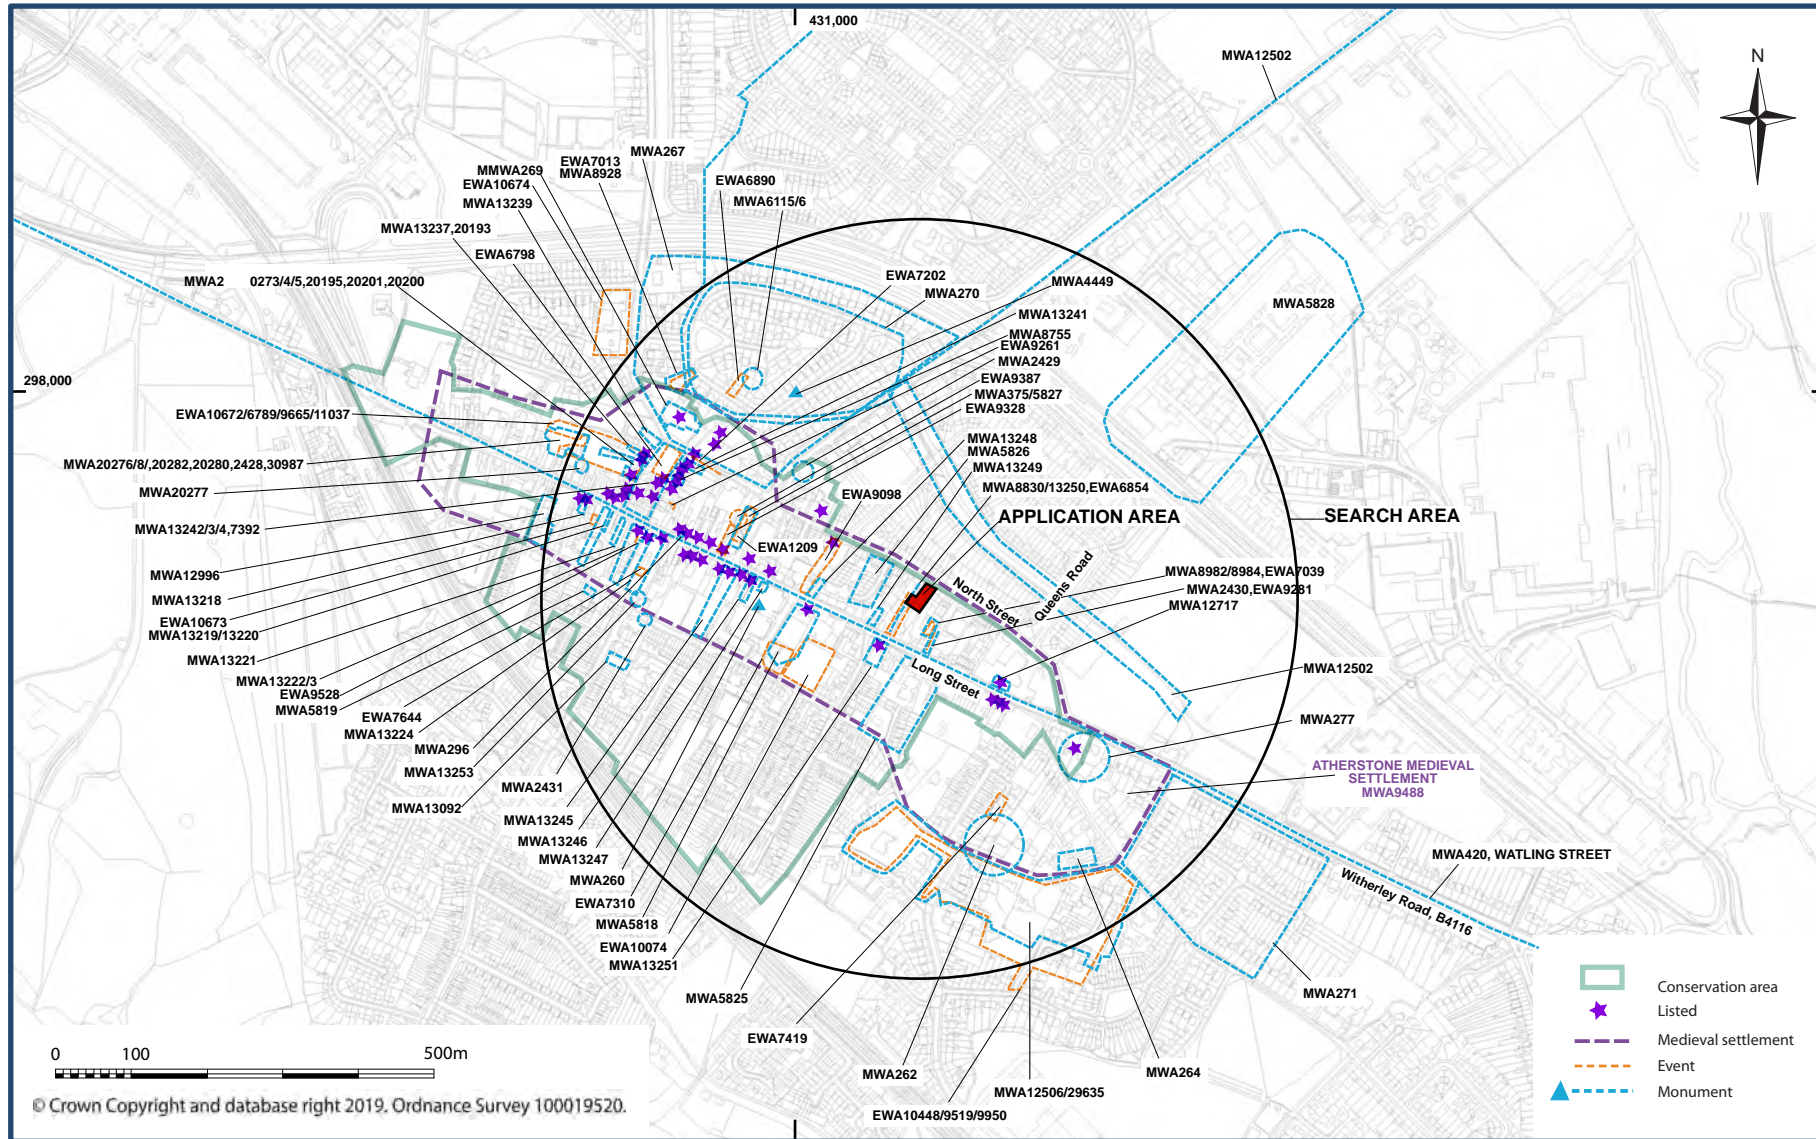 431,000
MWA12502
N
MWA267
EWA7013
MWA8928
MMWA269
EWA10674
MWA13239
EWA6890
MWA6115/6
MWA13237,20193
EWA6798
MWA2 0273/4/5,20195,20201,20200
EWA7202
MWA270
MWA4449
MWA13241
MWA8755
EWA9261
MWA2429
EWA9387
MWA375/5827
EWA9328
MWA5828
298,000
EWA10672/6789/9665/11037
MWA13248
MWA5826
MWA13249
MWA20276/8/,20282,20280,2428,30987
MWA20277
EWA9098
MWA8830/13250,EWA6854
APPLICATION AREA
SEARCH AREA
MWA13242/3/4,7392
EWA1209
MWA12996
North Street
Queens Road
MWA8982/8984,EWA7039
MWA2430,EWA9281
MWA12717
MWA13218
EWA10673
MWA13219/13220
MWA13221
Long Street
MWA12502
MWA13222/3
EWA9528
MWA5819
EWA7644
MWA13224
MWA277
MWA296
MWA13253
ATHERSTONE MEDIEVAL
SETTLEMENT
MWA9488
MWA2431
MWA13092
MWA13245
MWA13246
MWA13247
MWA260
EWA7310
MWA5818
EWA10074
MWA13251
MWA420, WATLING STREET
Witherley Road, B4116
MWA5825
MWA271
EWA7419
MWA262
MWA264
MWA12506/29635
EWA10448/9519/9950
Conservation area
Listed
Medieval settlement
Event
Monument
0 100 500m
© Crown Copyright and database right 2019. Ordnance Survey 100019520.